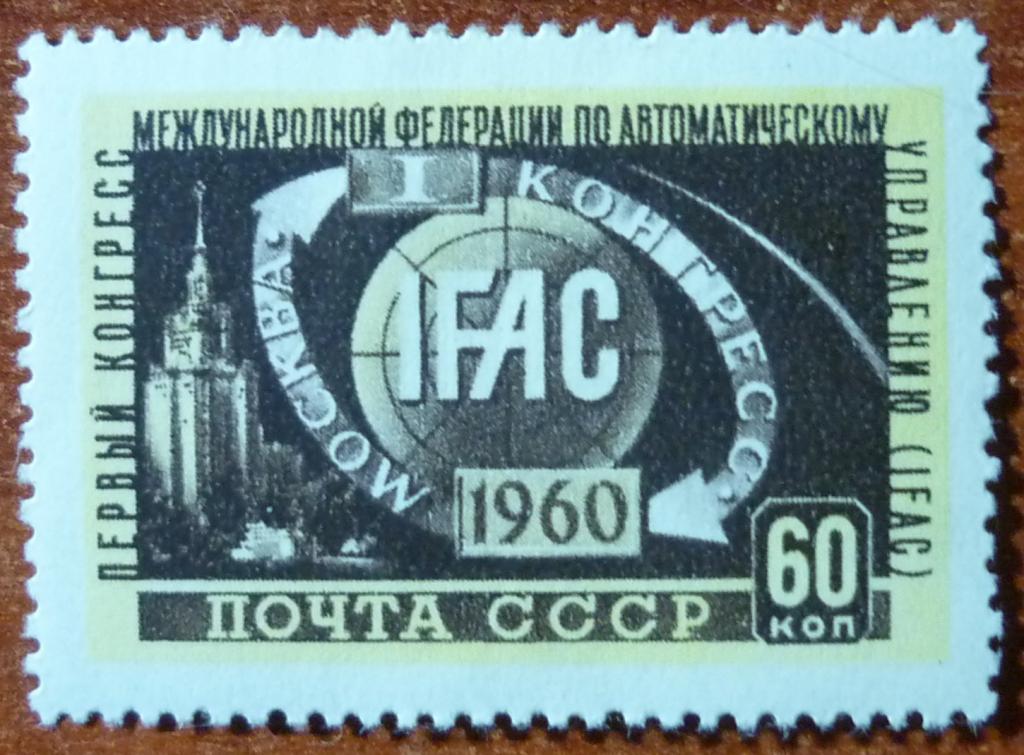 ПЕРВЫЙ КОНГРЕСС
МЕЖДУНАРОДНОЙ ФЕДЕРАЦИИ ПО АВТОМАТИЧЕСКОМУ
УПРАВЛЕНИЮ (IFAC)
I
КОНГРЕСС.
МОСКВА.
IFAC
1960
60
КОП
ПОЧТА СССР